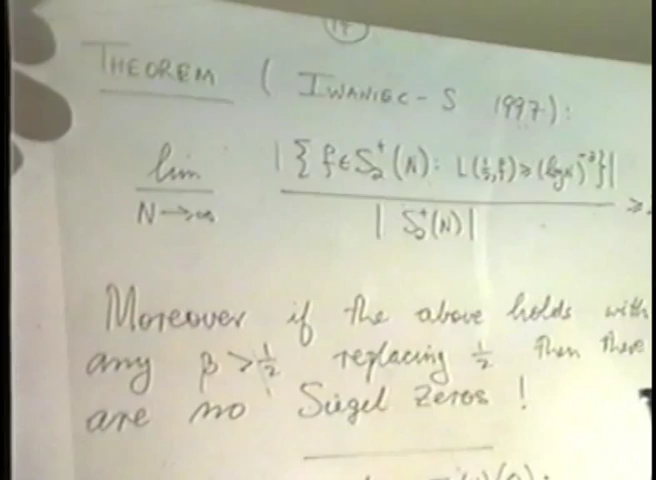 THEOREM ( IWANIEC - S 1997):
lim N→∞ |{f∈S₂⁺(N): L(½,f) ≥ (log N)⁻²}| / |S₂⁺(N)| ≥
Moreover if the above holds with
any β > ½ replacing ½ then there
are no Siegel Zeros !